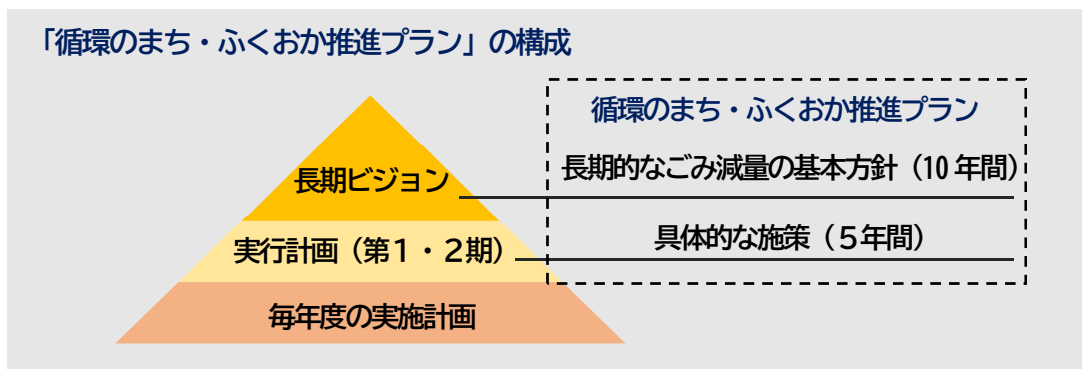 「循環のまち・ふくおか推進プラン」の構成
循環のまち・ふくおか推進プラン
長期的なごみ減量の基本方針（10年間）
長期ビジョン
具体的な施策（５年間）
実行計画（第１・２期）
毎年度の実施計画